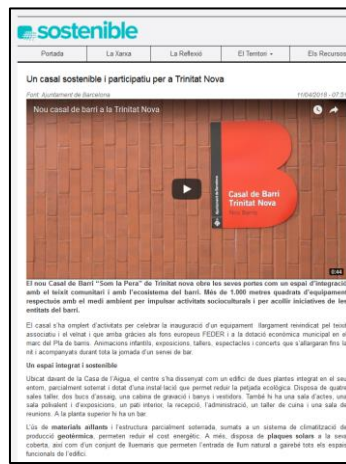 sostenible
Portada La Xarxa La Reflexió El Territori Els Recursos
Un casal sostenible i participatiu per a Trinitat Nova
Font: Ajuntament de Barcelona 11/04/2018 - 07:51
Nou casal de barri a la Trinitat Nova
Casal de Barri
Trinitat Nova
Nou Barris
0:44
El nou Casal de Barri "Som la Pera" de Trinitat nova obre les seves portes com un espai d'integració
amb el teixit comunitari i amb l'ecosistema del barri. Més de 1.000 metres quadrats d'equipament
respectuós amb el medi ambient per impulsar activitats socioculturals i per acollir iniciatives de les
entitats del barri.
El casal s'ha omplert d'activitats per celebrar la inauguració d'un equipament llargament reivindicat pel teixit
associatiu i el veïnat i que arriba gràcies als fons europeus FEDER i a la dotació econòmica municipal en el
marc del Pla de barris. Animacions infantils, exposicions, tallers, espectacles i concerts que s'allargaran fins la
nit i acompanyats durant tota la jornada d'un servei de bar.
Un espai integrat i sostenible
Ubicat davant de la Casa de l'Aigua, el centre s'ha dissenyat com un edifici de dues plantes integrat en el seu
entorn, parcialment soterrat i dotat d'una instal·lació que permet reduir la petjada ecològica. Disposa de quatre
sales taller, dos bucs d'assaig, una cabina de gravació i banys i vestidors. També hi ha una sala d'actes, una
sala polivalent i d'exposicions, un pati interior, la recepció, l'administració, un taller de cuina i una sala de
reunions. A la planta superior hi ha un bar.
L'ús de materials aïllants i l'estructura parcialment soterrada, sumats a un sistema de climatització de
producció geotèrmica, permeten reduir el cost energètic. A més, disposa de plaques solars a la seva
coberta, així com d'un conjunt de lluernaris que permeten l'entrada de llum natural a gairebé tots els espais
funcionals de l'edifici.